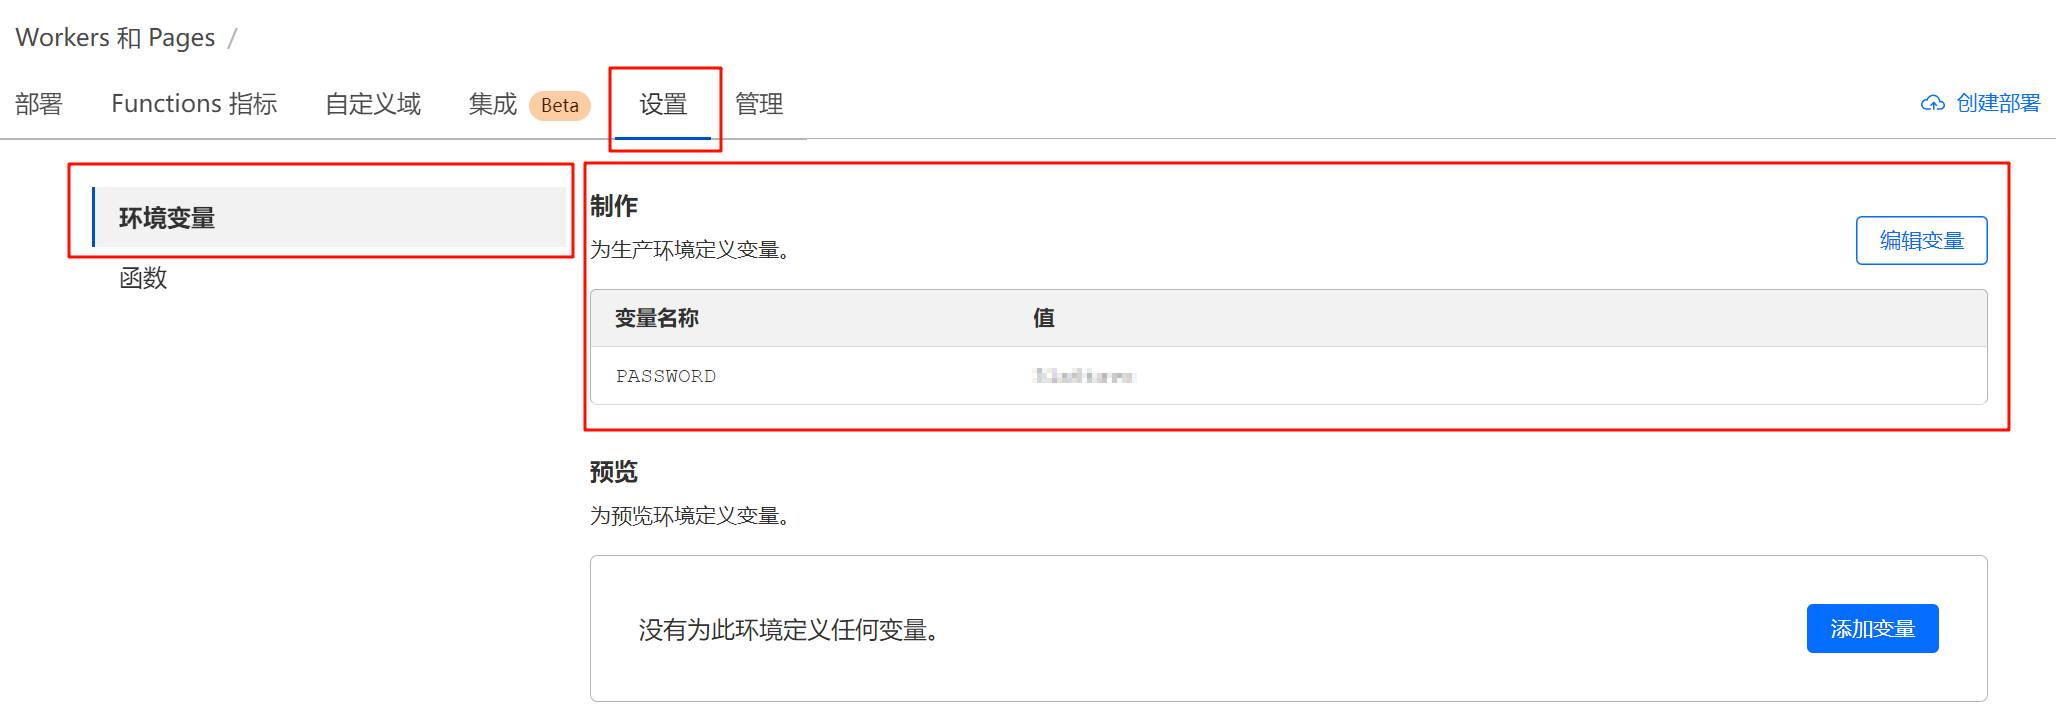 Workers 和 Pages /
部署 Functions 指标 自定义域 集成 Beta 设置 管理 创建部署
环境变量
函数
制作
为生产环境定义变量。
编辑变量
变量名称 值
PASSWORD
预览
为预览环境定义变量。
没有为此环境定义任何变量。
添加变量